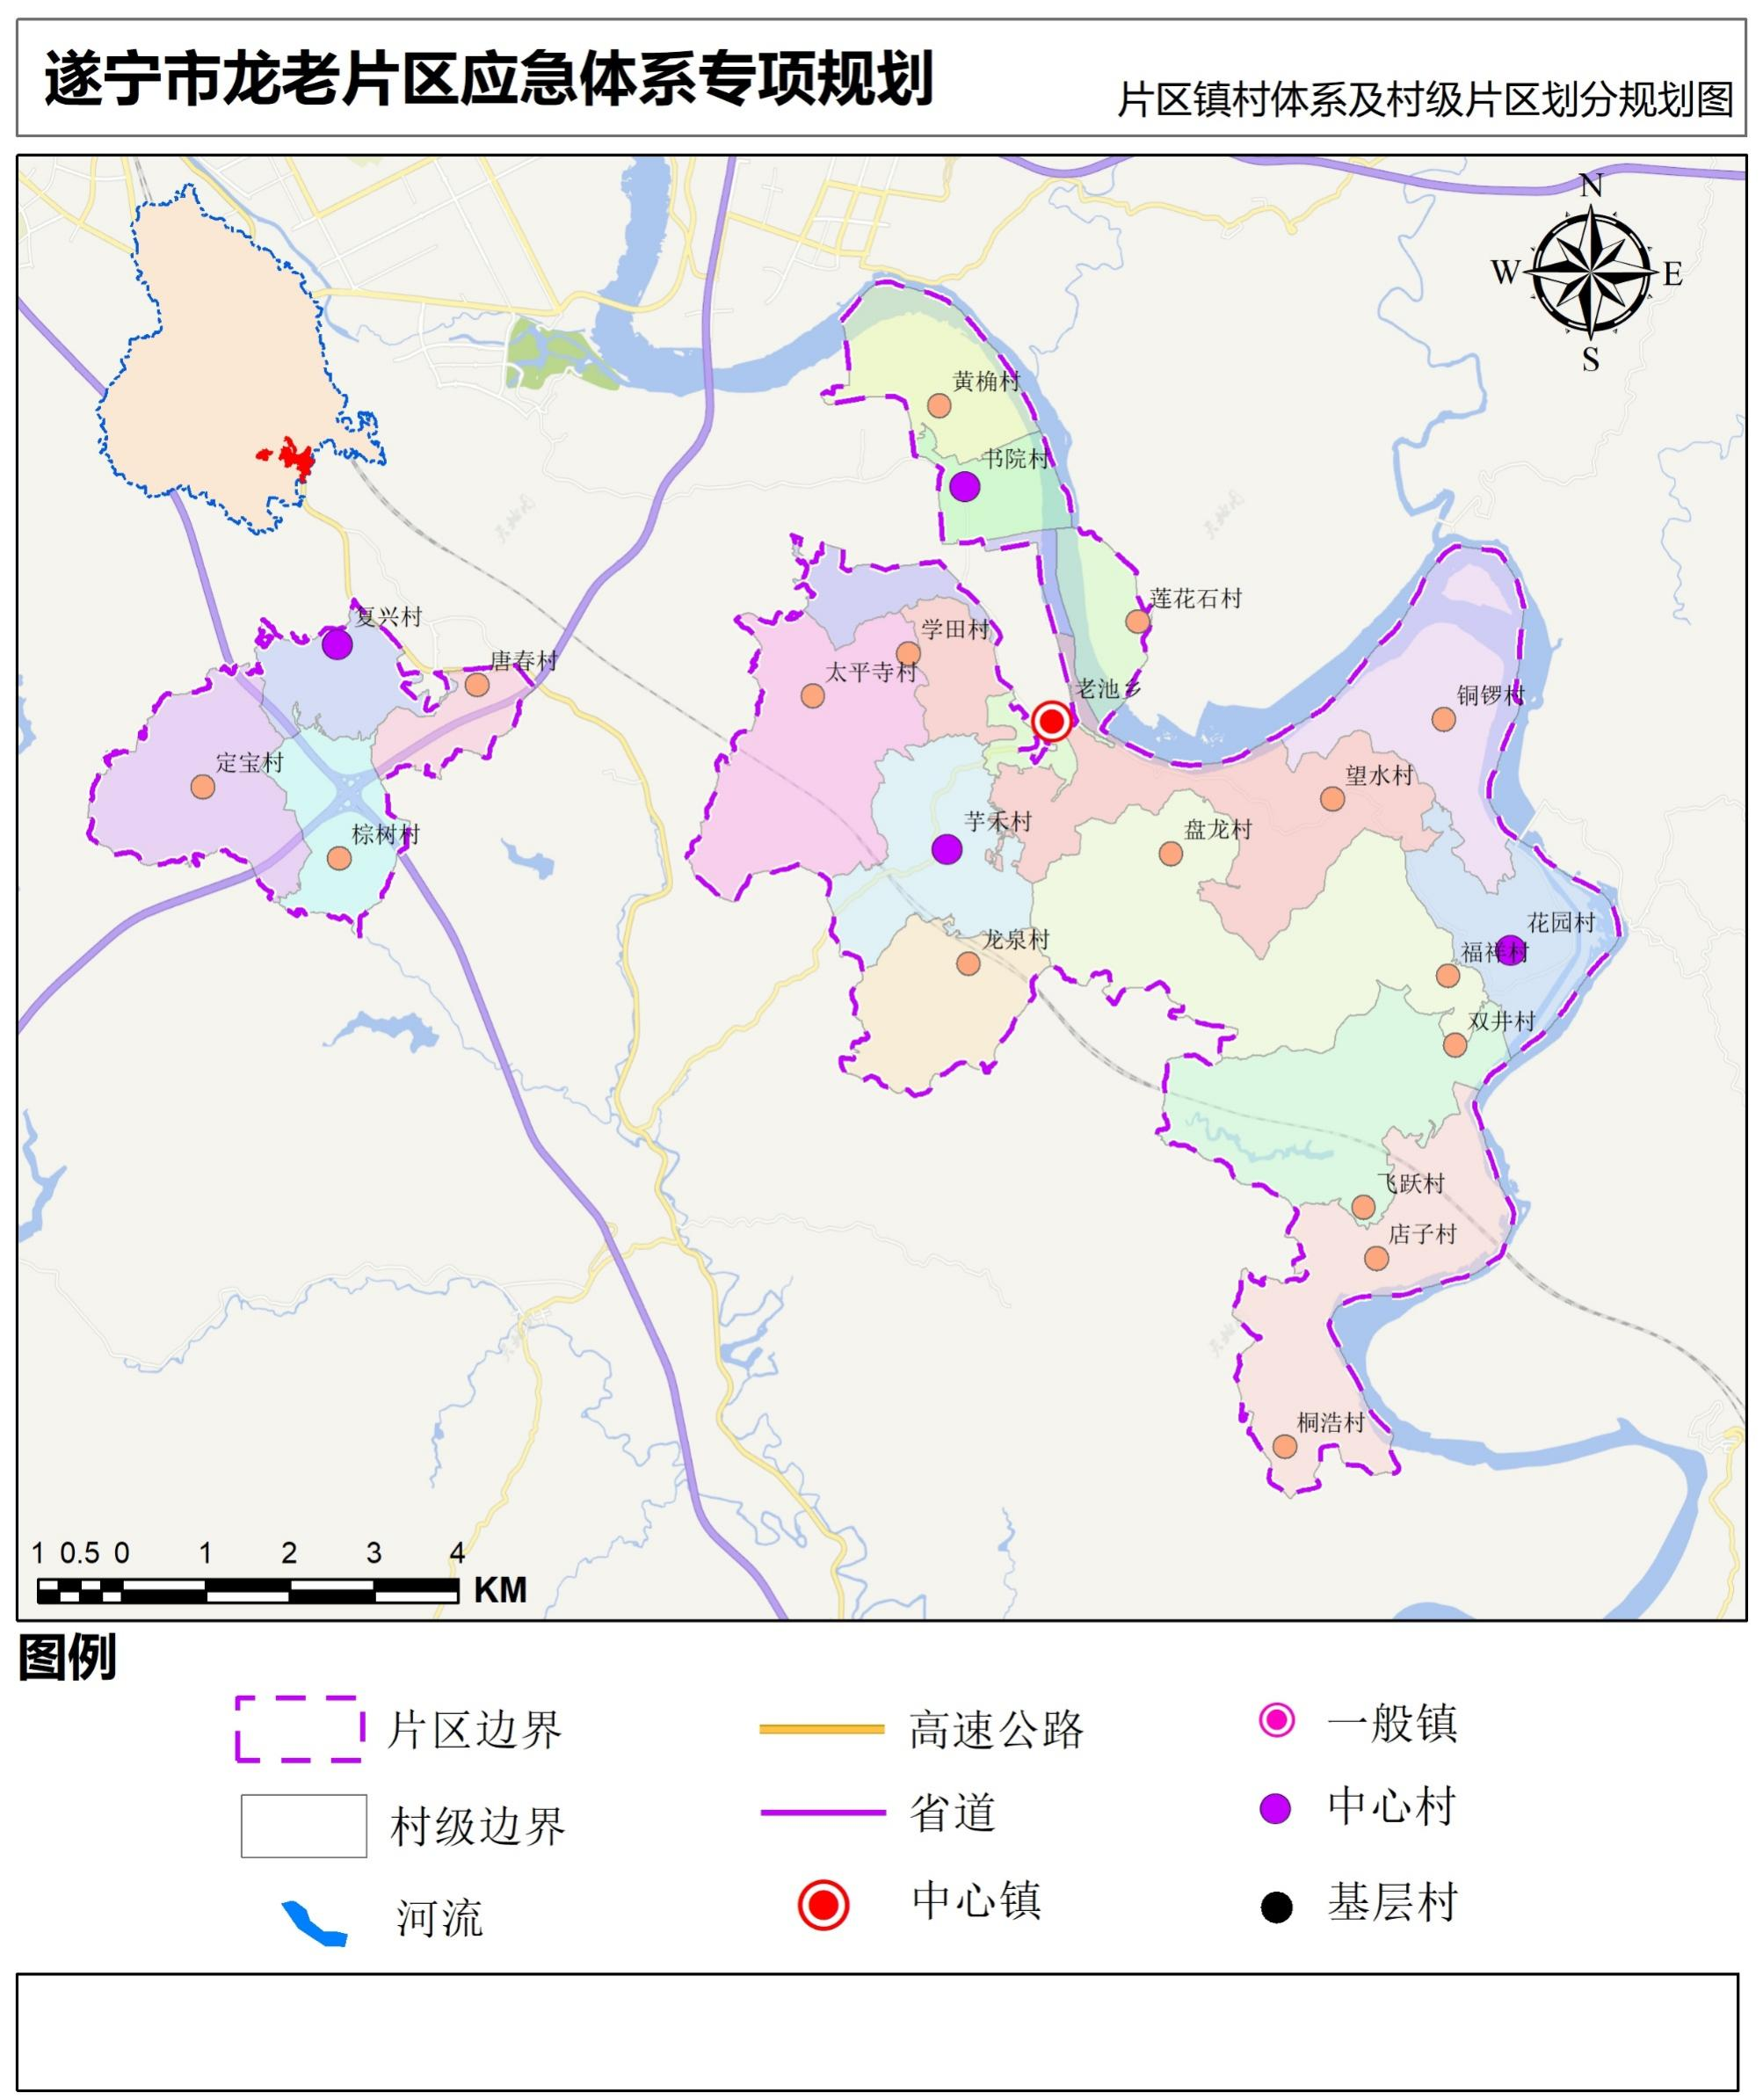 遂宁市龙老片区应急体系专项规划
片区镇村体系及村级片区划分规划图
N
W
E
S
黄桷村
书院村
莲花石村
复兴村
学田村
唐春村
太平寺村
老池乡
铜锣村
定宝村
望水村
棕树村
芋禾村
盘龙村
花园村
龙泉村
福祥村
双井村
飞跃村
店子村
桐浩村
1 0.5 0 1 2 3 4
KM
图例
片区边界
高速公路
一般镇
村级边界
省道
中心村
河流
中心镇
基层村